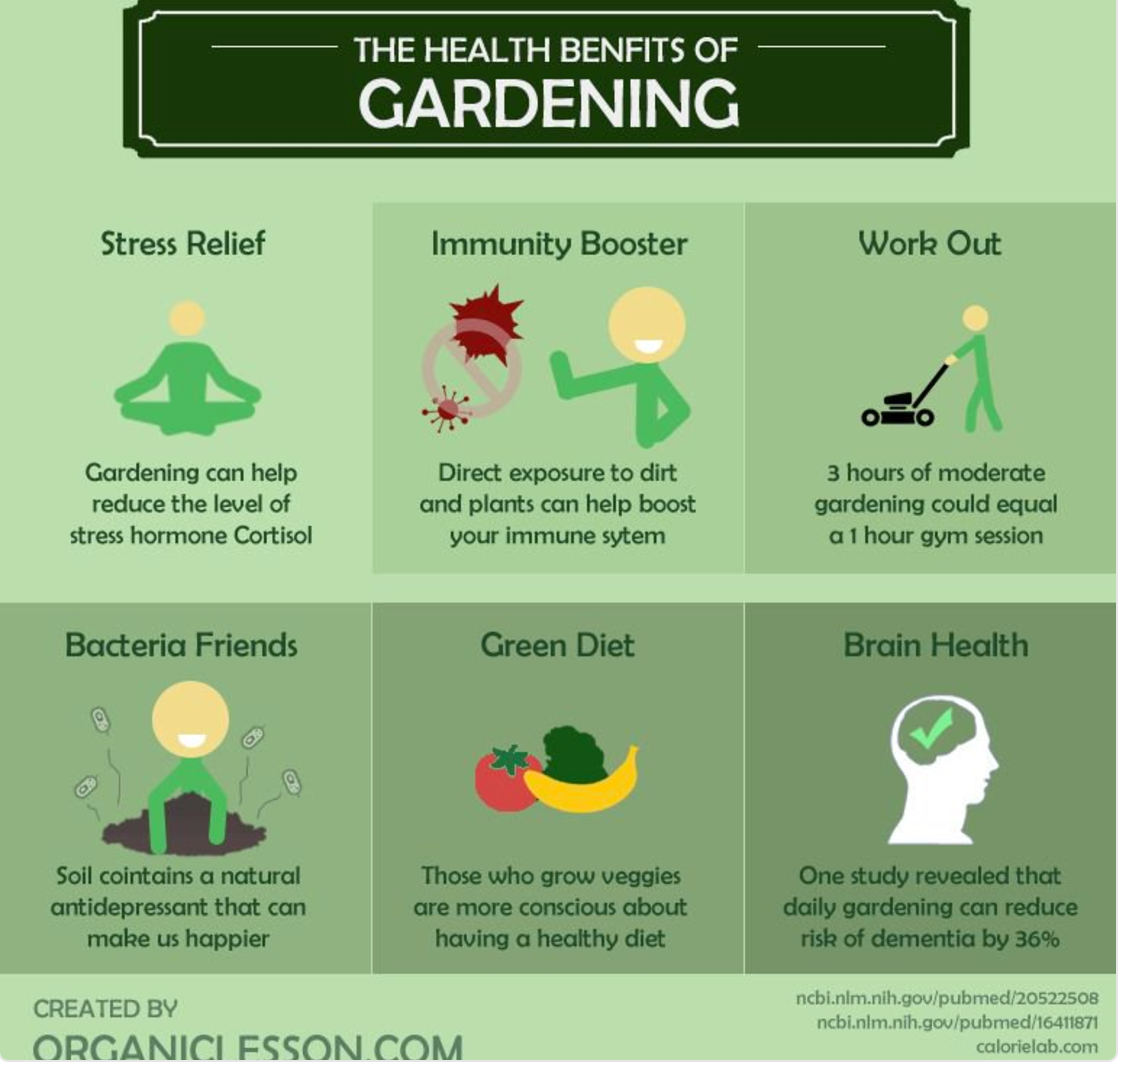 THE HEALTH BENFITS OF
GARDENING
Stress Relief
Gardening can help
reduce the level of
stress hormone Cortisol
Immunity Booster
Direct exposure to dirt
and plants can help boost
your immune sytem
Work Out
3 hours of moderate
gardening could equal
a 1 hour gym session
Bacteria Friends
Soil cointains a natural
antidepressant that can
make us happier
Green Diet
Those who grow veggies
are more conscious about
having a healthy diet
Brain Health
One study revealed that
daily gardening can reduce
risk of dementia by 36%
CREATED BY
ORGANICLESSON.COM
ncbi.nlm.nih.gov/pubmed/20522508
ncbi.nlm.nih.gov/pubmed/16411871
calorielab.com